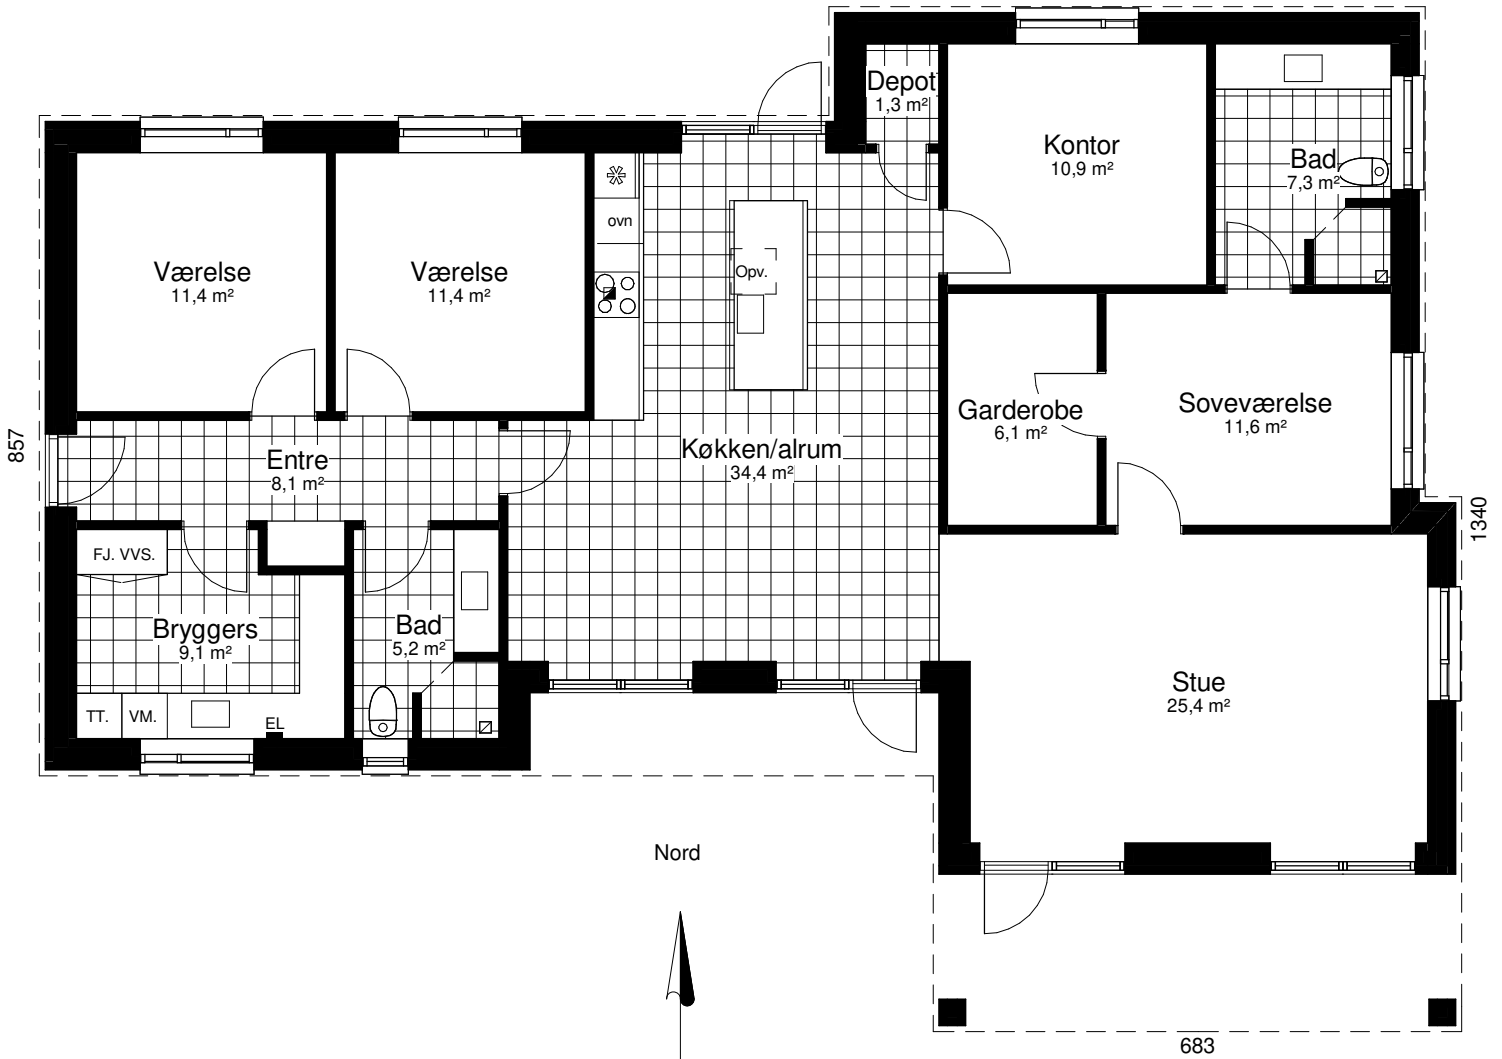 Depot
1,3 m²
Kontor
10,9 m²
Bad
7,3 m²
ovn
Værelse
11,4 m²
Værelse
11,4 m²
Opv.
Garderobe
6,1 m²
Soveværelse
11,6 m²
857
Entre
8,1 m²
Køkken/alrum
34,4 m²
1340
FJ. VVS.
Bryggers
9,1 m²
Bad
5,2 m²
Stue
25,4 m²
TT.
VM.
EL
Nord
683